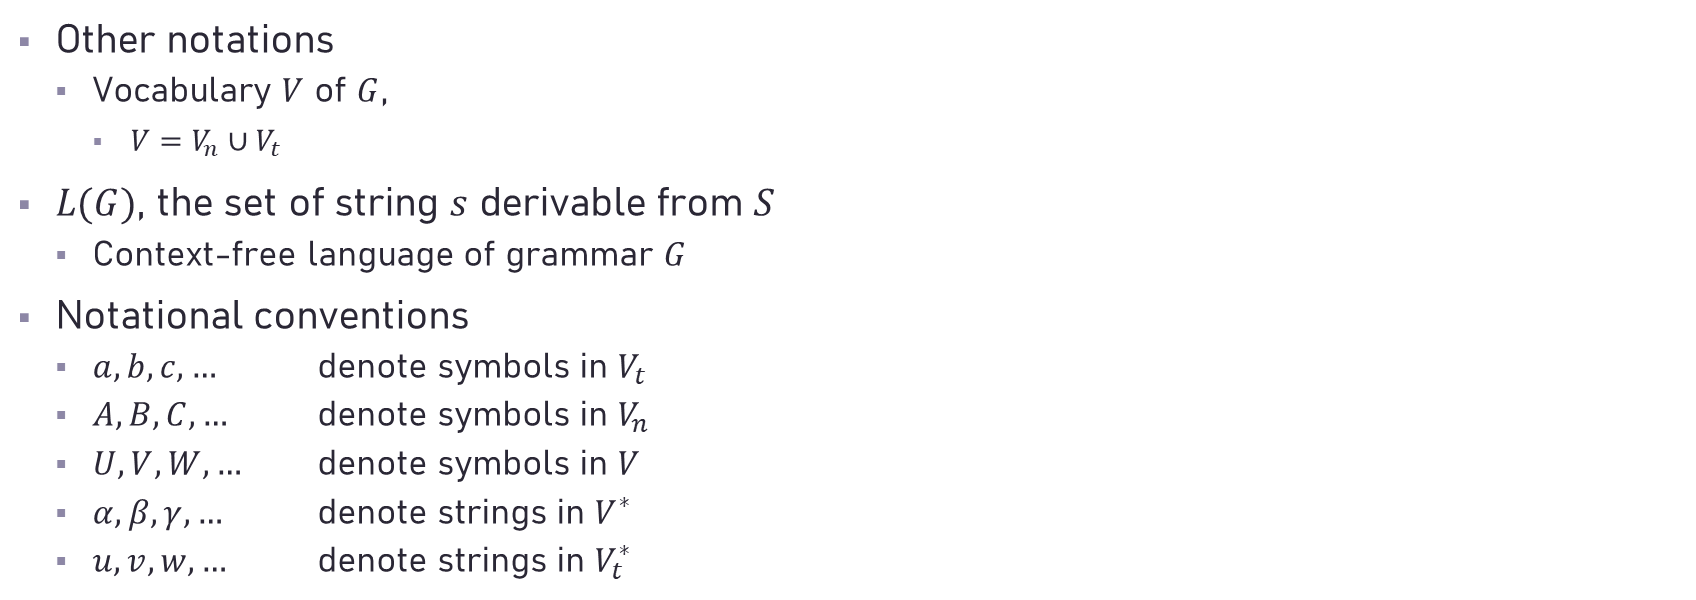 ▪ Other notations
▪ Vocabulary V of G,
▪ V = Vₙ ∪ Vₜ
▪ L(G), the set of string s derivable from S
▪ Context-free language of grammar G
▪ Notational conventions
▪ a, b, c, … denote symbols in Vₜ
▪ A, B, C, … denote symbols in Vₙ
▪ U, V, W, … denote symbols in V
▪ α, β, γ, … denote strings in V*
▪ u, v, w, … denote strings in Vₜ*